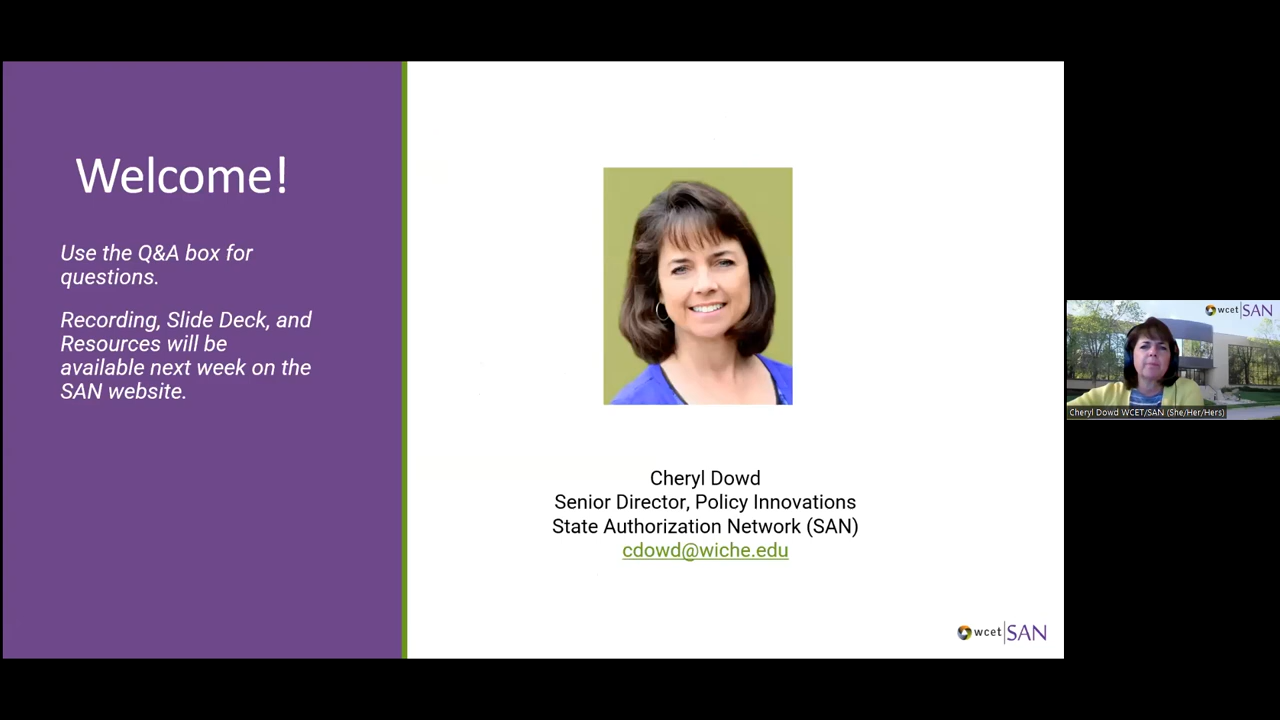 Welcome!
Use the Q&A box for
questions.
Recording, Slide Deck, and
Resources will be
available next week on the
SAN website.
Cheryl Dowd
Senior Director, Policy Innovations
State Authorization Network (SAN)
cdowd@wiche.edu
wcet SAN
wcet SAN
Cheryl Dowd WCET/SAN (She/Her/Hers)